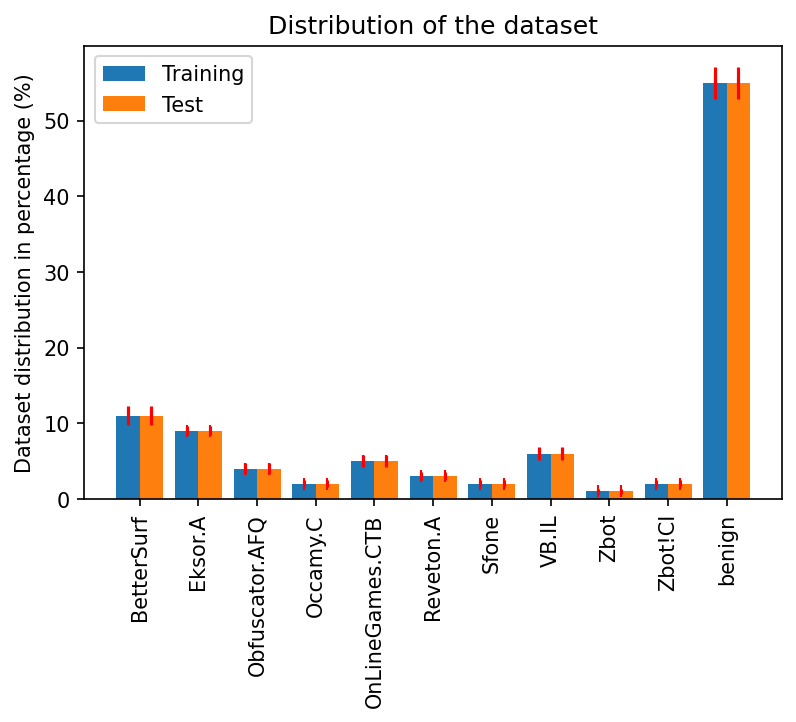 Distribution of the dataset
Training
Test
Dataset distribution in percentage (%)
50
40
30
20
10
0
BetterSurf
Eksor.A
Obfuscator.AFQ
Occamy.C
OnLineGames.CTB
Reveton.A
Sfone
VB.IL
Zbot
Zbot!CI
benign